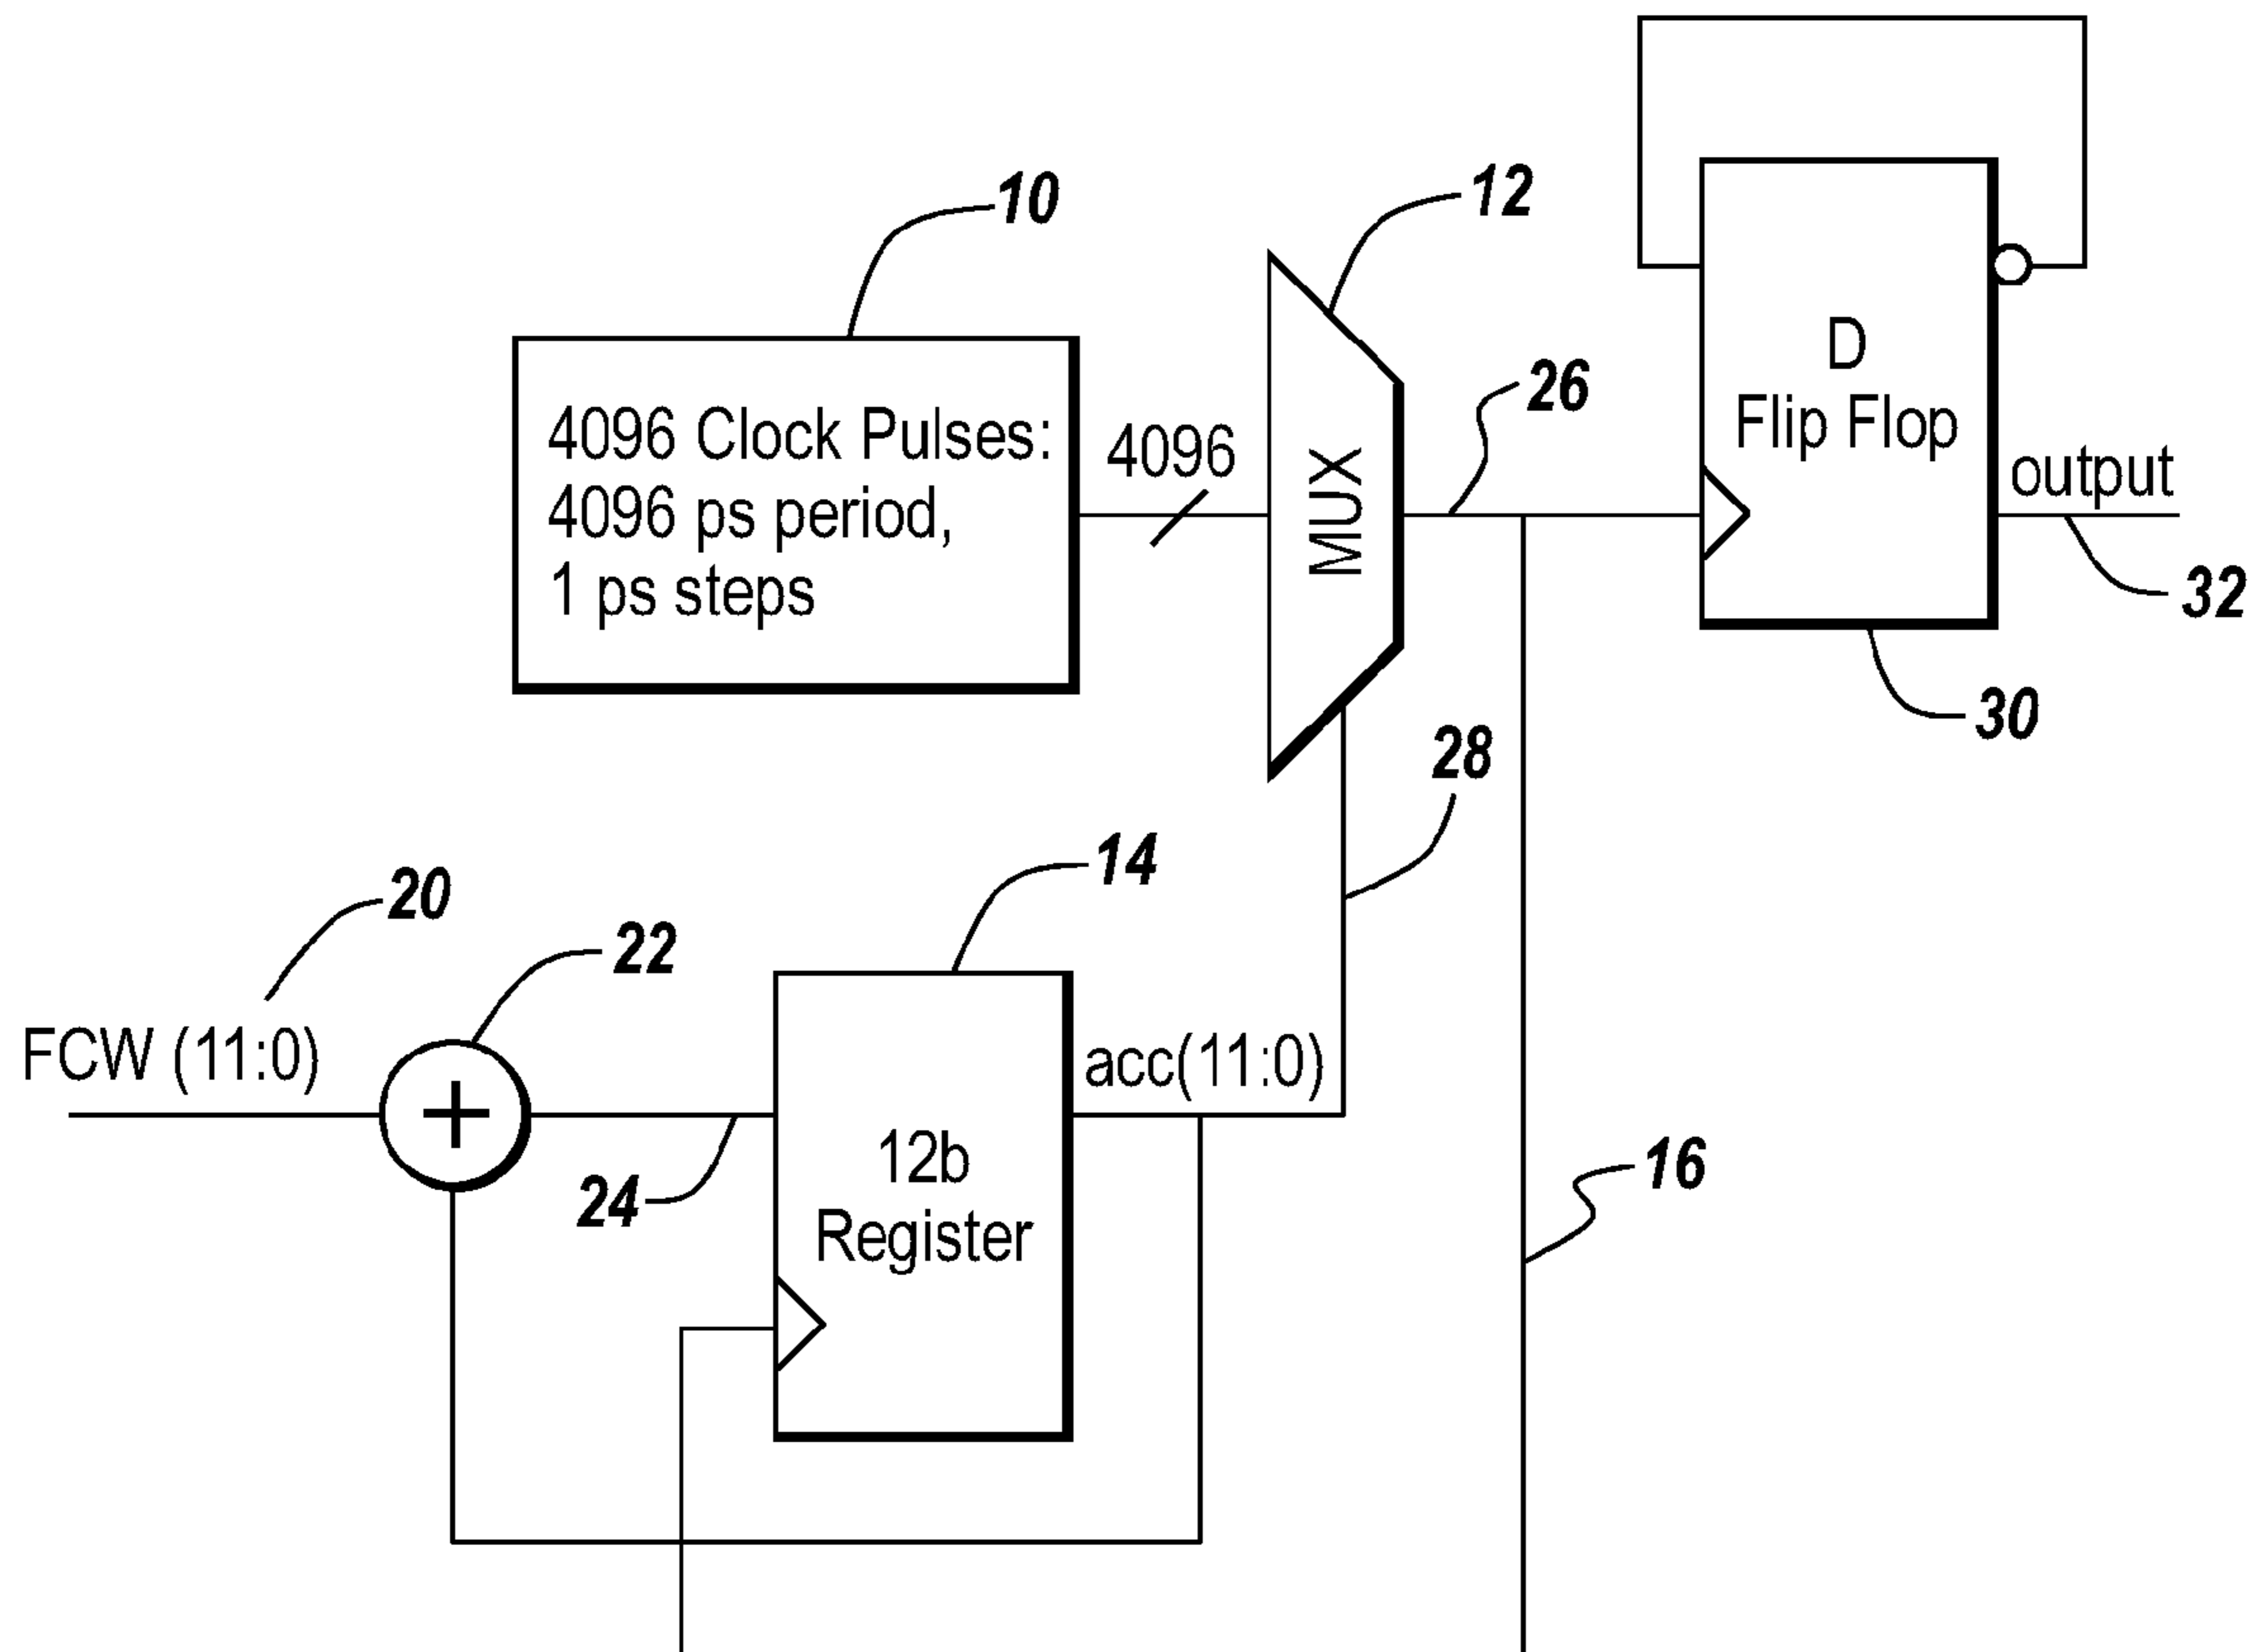 10
12
4096 Clock Pulses:
4096 ps period,
1 ps steps
4096
MUX
26
D
Flip Flop
output
32
30
28
14
20
22
FCW (11:0)
+
24
12b
Register
acc(11:0)
16